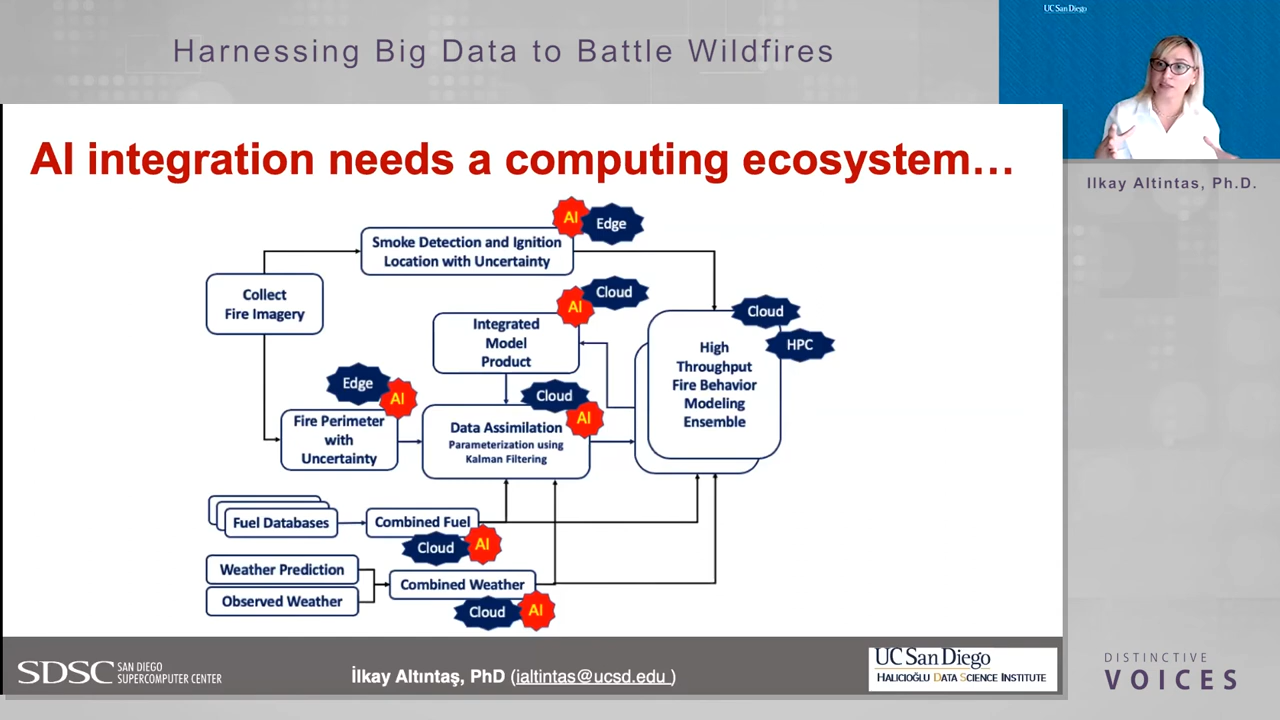 Harnessing Big Data to Battle Wildfires
UC San Diego
Ilkay Altintas, Ph.D.
AI integration needs a computing ecosystem…
AI
Edge
Smoke Detection and Ignition
Location with Uncertainty
Collect
Fire Imagery
Cloud
AI
Integrated
Model
Product
Cloud
HPC
High
Throughput
Fire Behavior
Modeling
Ensemble
Edge
AI
Fire Perimeter
with
Uncertainty
Cloud
AI
Data Assimilation
Parameterization using
Kalman Filtering
Fuel Databases
Combined Fuel
Cloud
AI
Weather Prediction
Observed Weather
Combined Weather
Cloud
AI
SDSC SAN DIEGO
SUPERCOMPUTER CENTER
İlkay Altıntaş, PhD (ialtintas@ucsd.edu )
UC San Diego
HALICIOĞLU DATA SCIENCE INSTITUTE
DISTINCTIVE
VOICES